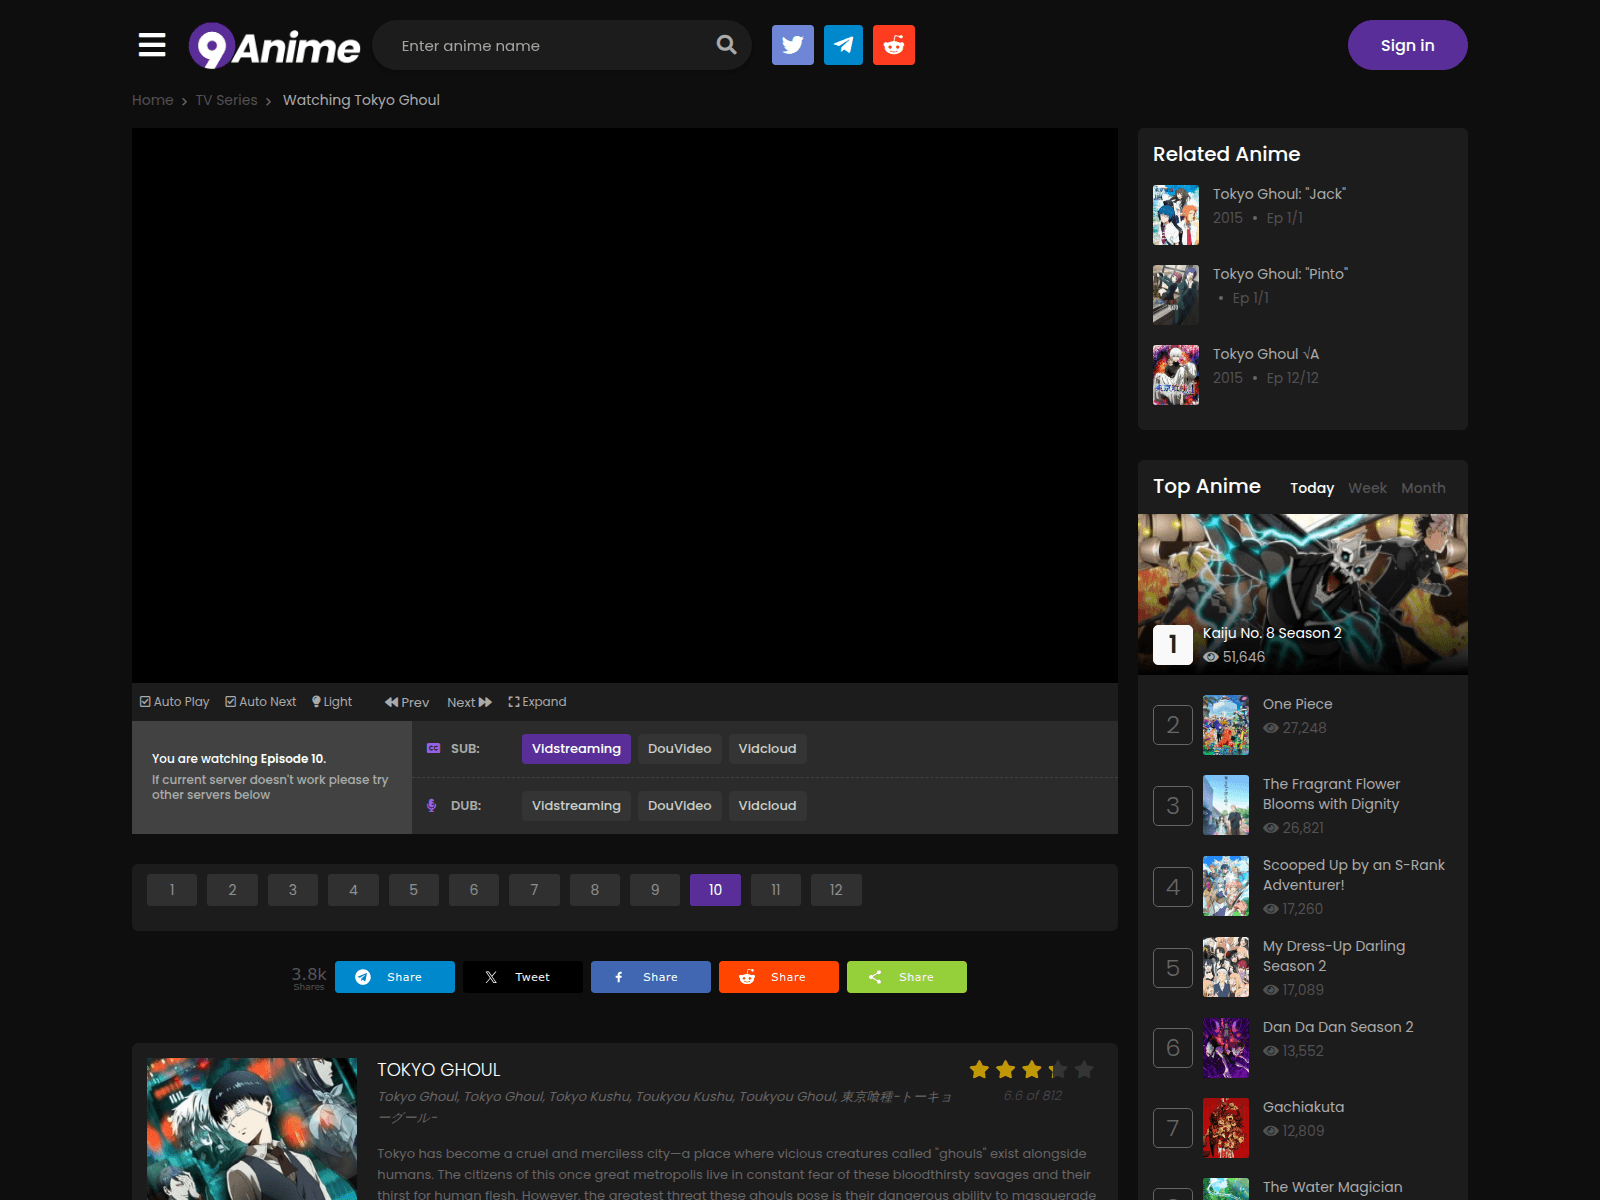 9Anime
Enter anime name
Sign in
Home > TV Series > Watching Tokyo Ghoul
Auto Play Auto Next Light Prev Next Expand
You are watching Episode 10.
If current server doesn't work please try
other servers below
SUB: Vidstreaming DouVideo Vidcloud
DUB: Vidstreaming DouVideo Vidcloud
1 2 3 4 5 6 7 8 9 10 11 12
3.8k
Shares
Share Tweet Share Share Share
TOKYO GHOUL
Tokyo Ghoul, Tokyo Ghoul, Tokyo Kushu, Toukyou Kushu, Toukyou Ghoul, 東京喰種-トーキョ
ーグール-
6.6 of 812
Tokyo has become a cruel and merciless city—a place where vicious creatures called "ghouls" exist alongside
humans. The citizens of this once great metropolis live in constant fear of these bloodthirsty savages and their
thirst for human flesh. However, the greatest threat these ghouls pose is their dangerous ability to masquerade
Related Anime
Tokyo Ghoul: "Jack"
2015 • Ep 1/1
Tokyo Ghoul: "Pinto"
• Ep 1/1
Tokyo Ghoul √A
2015 • Ep 12/12
Top Anime Today Week Month
1
Kaiju No. 8 Season 2
51,646
2
One Piece
27,248
3
The Fragrant Flower
Blooms with Dignity
26,821
4
Scooped Up by an S-Rank
Adventurer!
17,260
5
My Dress-Up Darling
Season 2
17,089
6
Dan Da Dan Season 2
13,552
7
Gachiakuta
12,809
The Water Magician